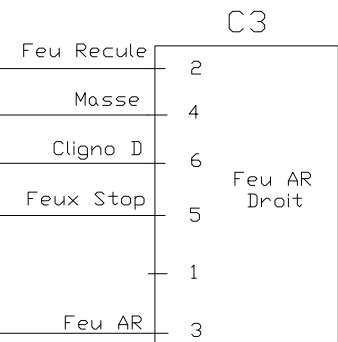 C3
Feu Recule
2
Masse
4
Cligno D
6
Feu AR
Droit
Feux Stop
5
1
Feu AR
3